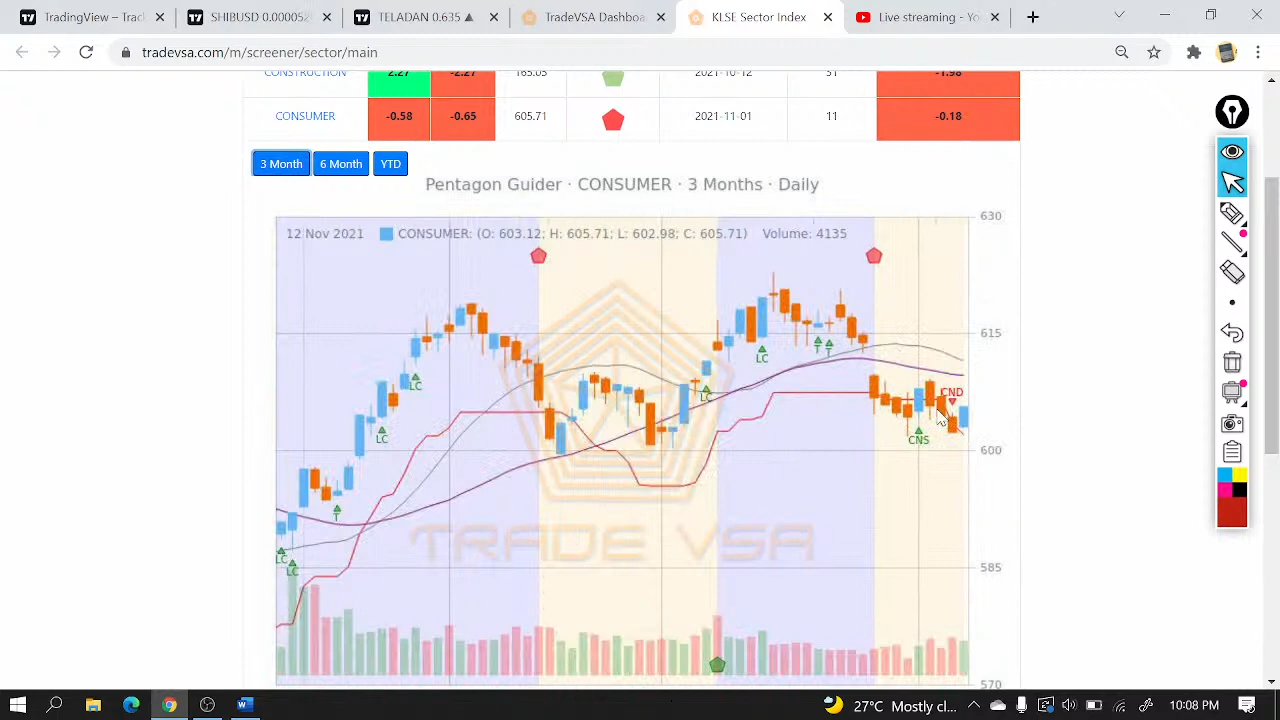 TradingView
SHIBUSD 0.000052
TELADAN 0.635 ▲
TradeVSA Dashboa
KLSE Sector Index
Live streaming - Yo
tradevsa.com/m/screener/sector/main
CONSTRUCTION 2.27 -2.27 165.03 2021-10-12 31 -1.98
CONSUMER -0.58 -0.65 605.71 2021-11-01 11 -0.18
3 Month 6 Month YTD
Pentagon Guider · CONSUMER · 3 Months · Daily
630
12 Nov 2021 CONSUMER: (O: 603.12; H: 605.71; L: 602.98; C: 605.71) Volume: 4135
615
LC
T
T
LC
CND
LC
LC
CNS
600
T
TRADE VSA
LC
LC
585
570
27°C Mostly cl...
10:08 PM